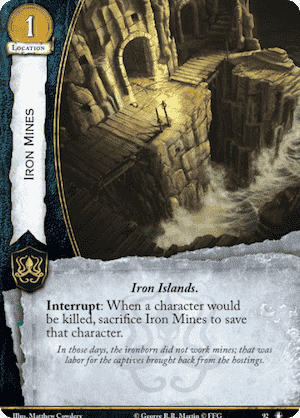 1
LOCATION
IRON MINES
Iron Islands.
Interrupt: When a character would
be killed, sacrifice Iron Mines to save
that character.
In those days, the ironborn did not work mines; that
was labor for the captives brought back from the hostings.
Illus. Matthew Cowdery
© George R.R. Martin © FFG
92